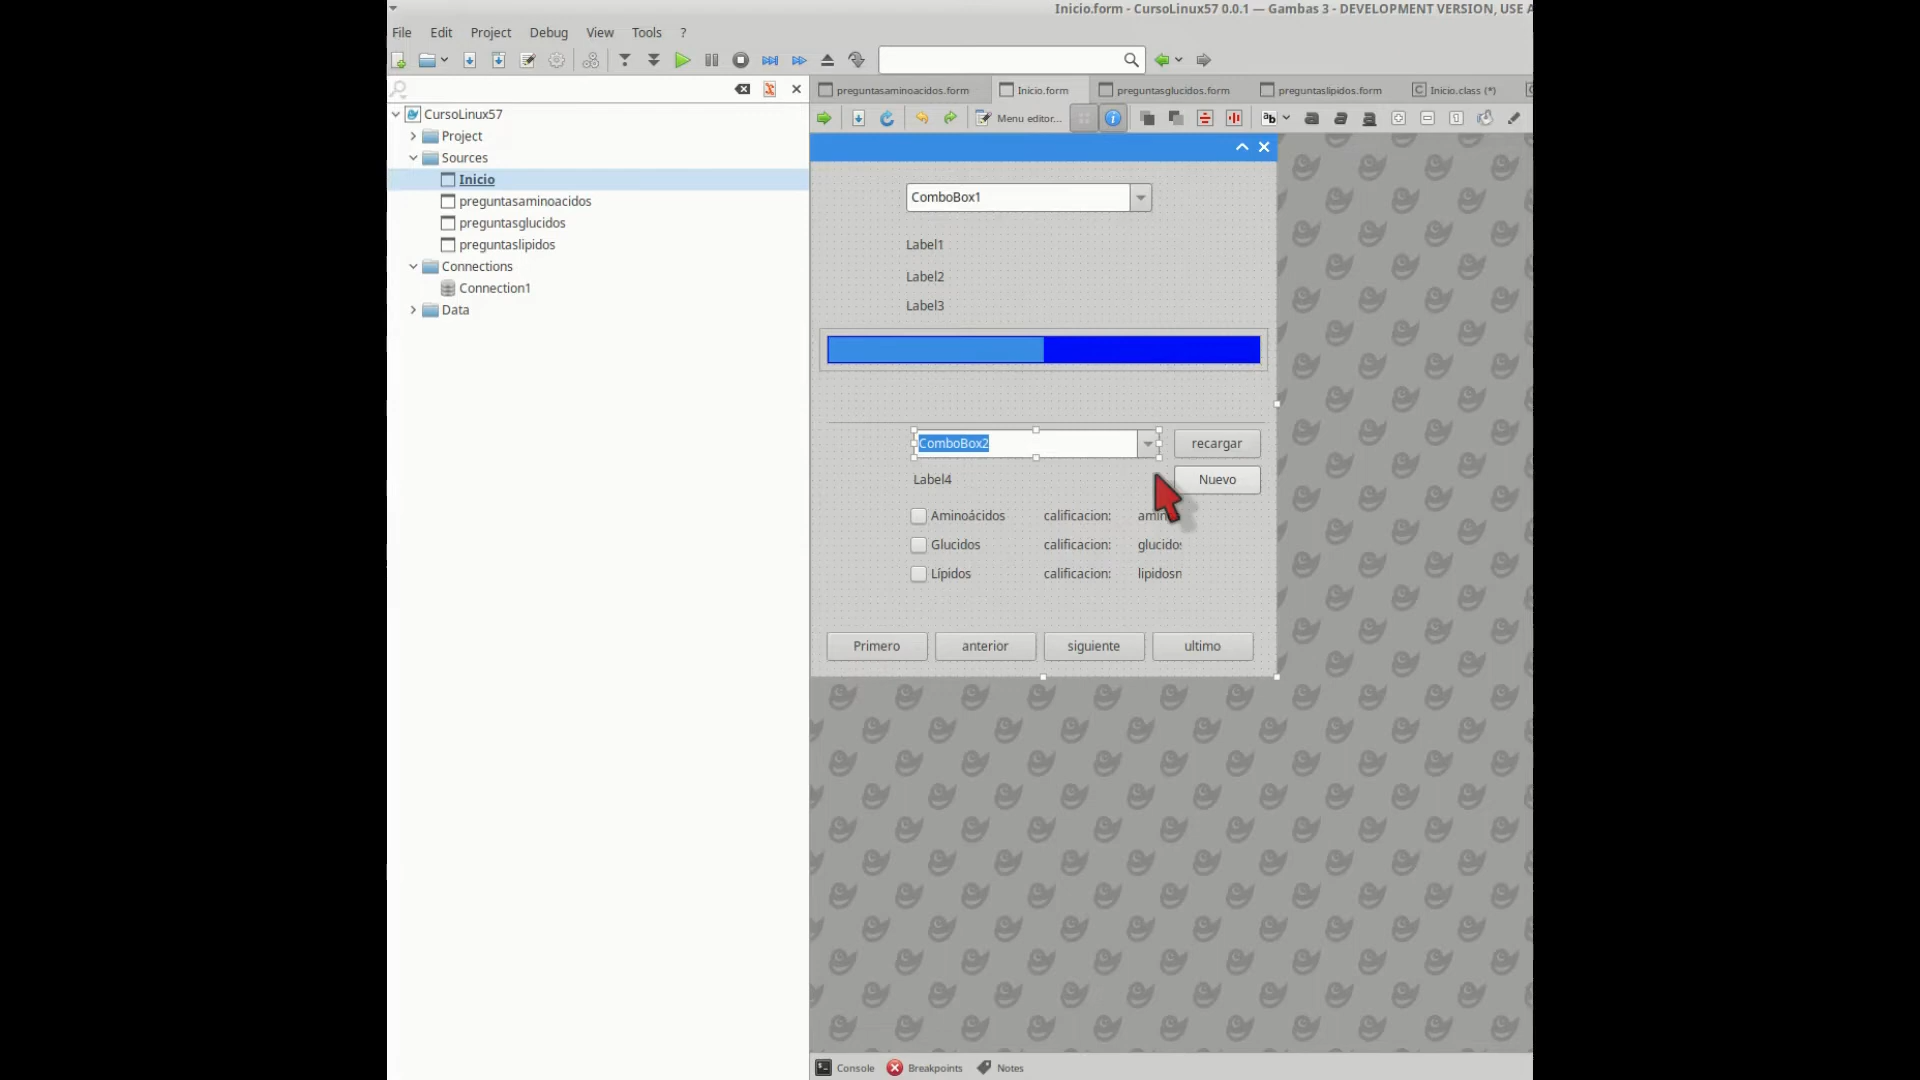 Inicio.form - CursoLinux57 0.0.1 — Gambas 3 - DEVELOPMENT VERSION, USE A
File Edit Project Debug View Tools ?
preguntasaminoacidos.form Inicio.form preguntasglucidos.form preguntaslipidos.form Inicio.class (*)
Menu editor...
CursoLinux57
Project
Sources
Inicio
preguntasaminoacidos
preguntasglucidos
preguntaslipidos
Connections
Connection1
Data
ComboBox1
Label1
Label2
Label3
ComboBox2 recargar
Label4 Nuevo
Aminoácidos calificacion: amin
Glucidos calificacion: glucidos
Lípidos calificacion: lipidosn
Primero anterior siguiente ultimo
Console Breakpoints Notes